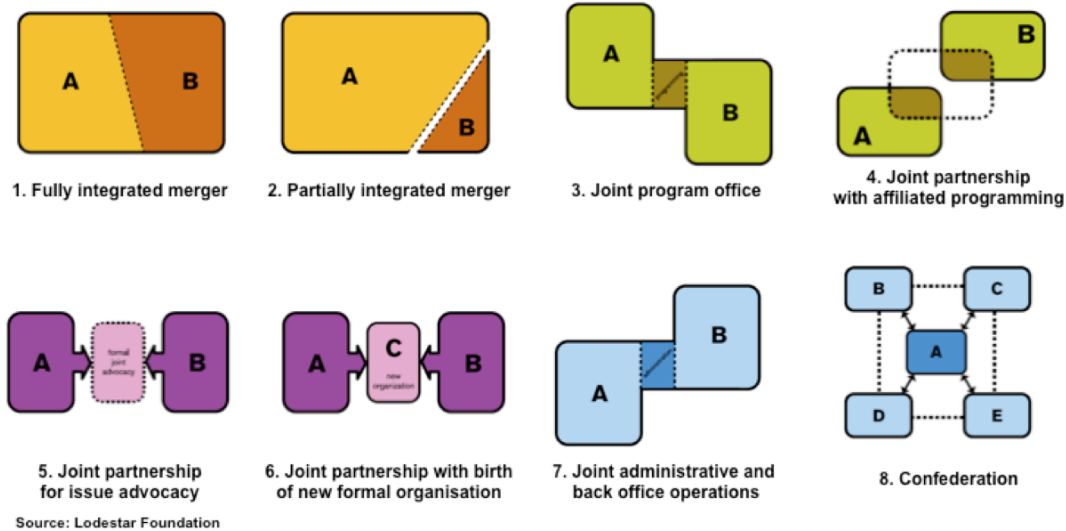 A
B
1. Fully integrated merger
A
B
2. Partially integrated merger
A
B
3. Joint program office
B
A
4. Joint partnership
with affiliated programming
A
formal
joint
advocacy
B
5. Joint partnership
for issue advocacy
A
C
new
organization
B
6. Joint partnership with birth
of new formal organisation
B
A
7. Joint administrative and
back office operations
B
C
A
D
E
8. Confederation
Source: Lodestar Foundation